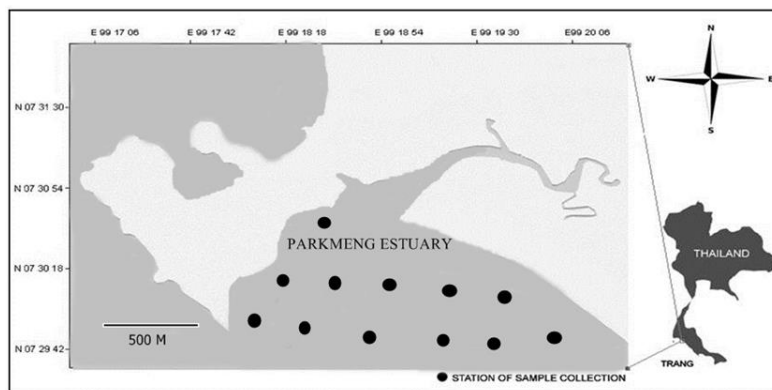 E 99 17 06 E 99 17 42 E 99 18 18 E 99 18 54 E 99 19 30 E 99 20 06
N
W E
S
N 07 31 30
N 07 30 54
PARKMENG ESTUARY
THAILAND
N 07 30 18
500 M
N 07 29 42
TRANG
STATION OF SAMPLE COLLECTION